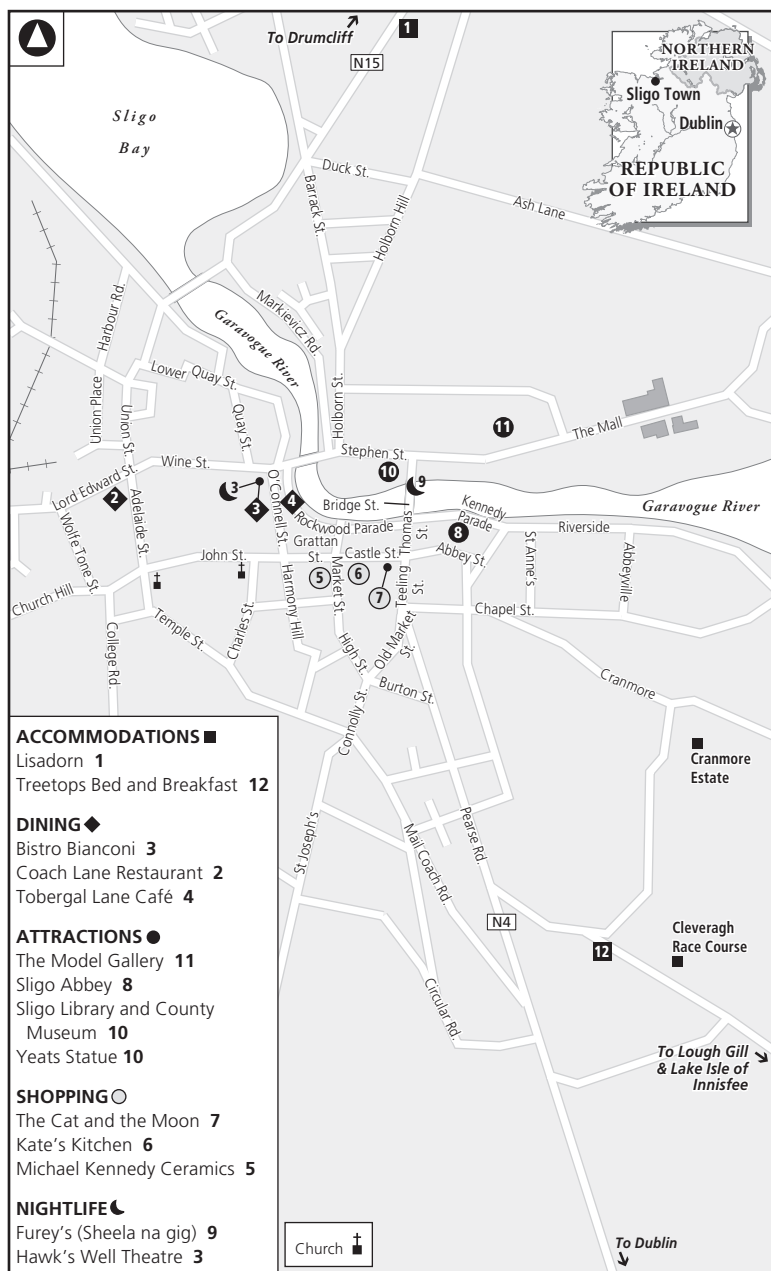 To Drumcliff
1
N15
NORTHERN
IRELAND
Sligo Town
Dublin
REPUBLIC
OF IRELAND
Sligo
Bay
Duck St.
Ash Lane
Barrack St.
Holborn Hill
Markievicz Rd.
Harbour Rd.
Garavogue River
Lower Quay St.
Quay St.
Holborn St.
Union Place
Union St.
11
The Mall
Wine St.
Stephen St.
10
9
Lord Edward St.
2
3
3
4
O'Connell St.
Bridge St.
Kennedy
Parade
Garavogue River
Adelaide St.
Wolfe Tone St.
Rockwood Parade
Thomas St.
8
Riverside
Grattan
St.
John St.
Castle St.
Abbey St.
St Anne's
Abbeyville
5
6
7
Market St.
Teeling St.
Church Hill
Harmony Hill
Charles St.
Chapel St.
Temple St.
College Rd.
High St.
Old Market
St.
Burton St.
Connolly St.
Cranmore
Cranmore
Estate
St Joseph's
Mail Coach Rd.
Pearse Rd.
N4
12
Cleveragh
Race Course
Circular Rd.
To Lough Gill
& Lake Isle of
Innisfee
To Dublin
ACCOMMODATIONS
Lisadorn 1
Treetops Bed and Breakfast 12
DINING
Bistro Bianconi 3
Coach Lane Restaurant 2
Tobergal Lane Café 4
ATTRACTIONS
The Model Gallery 11
Sligo Abbey 8
Sligo Library and County
Museum 10
Yeats Statue 10
SHOPPING
The Cat and the Moon 7
Kate's Kitchen 6
Michael Kennedy Ceramics 5
NIGHTLIFE
Furey's (Sheela na gig) 9
Hawk's Well Theatre 3
Church